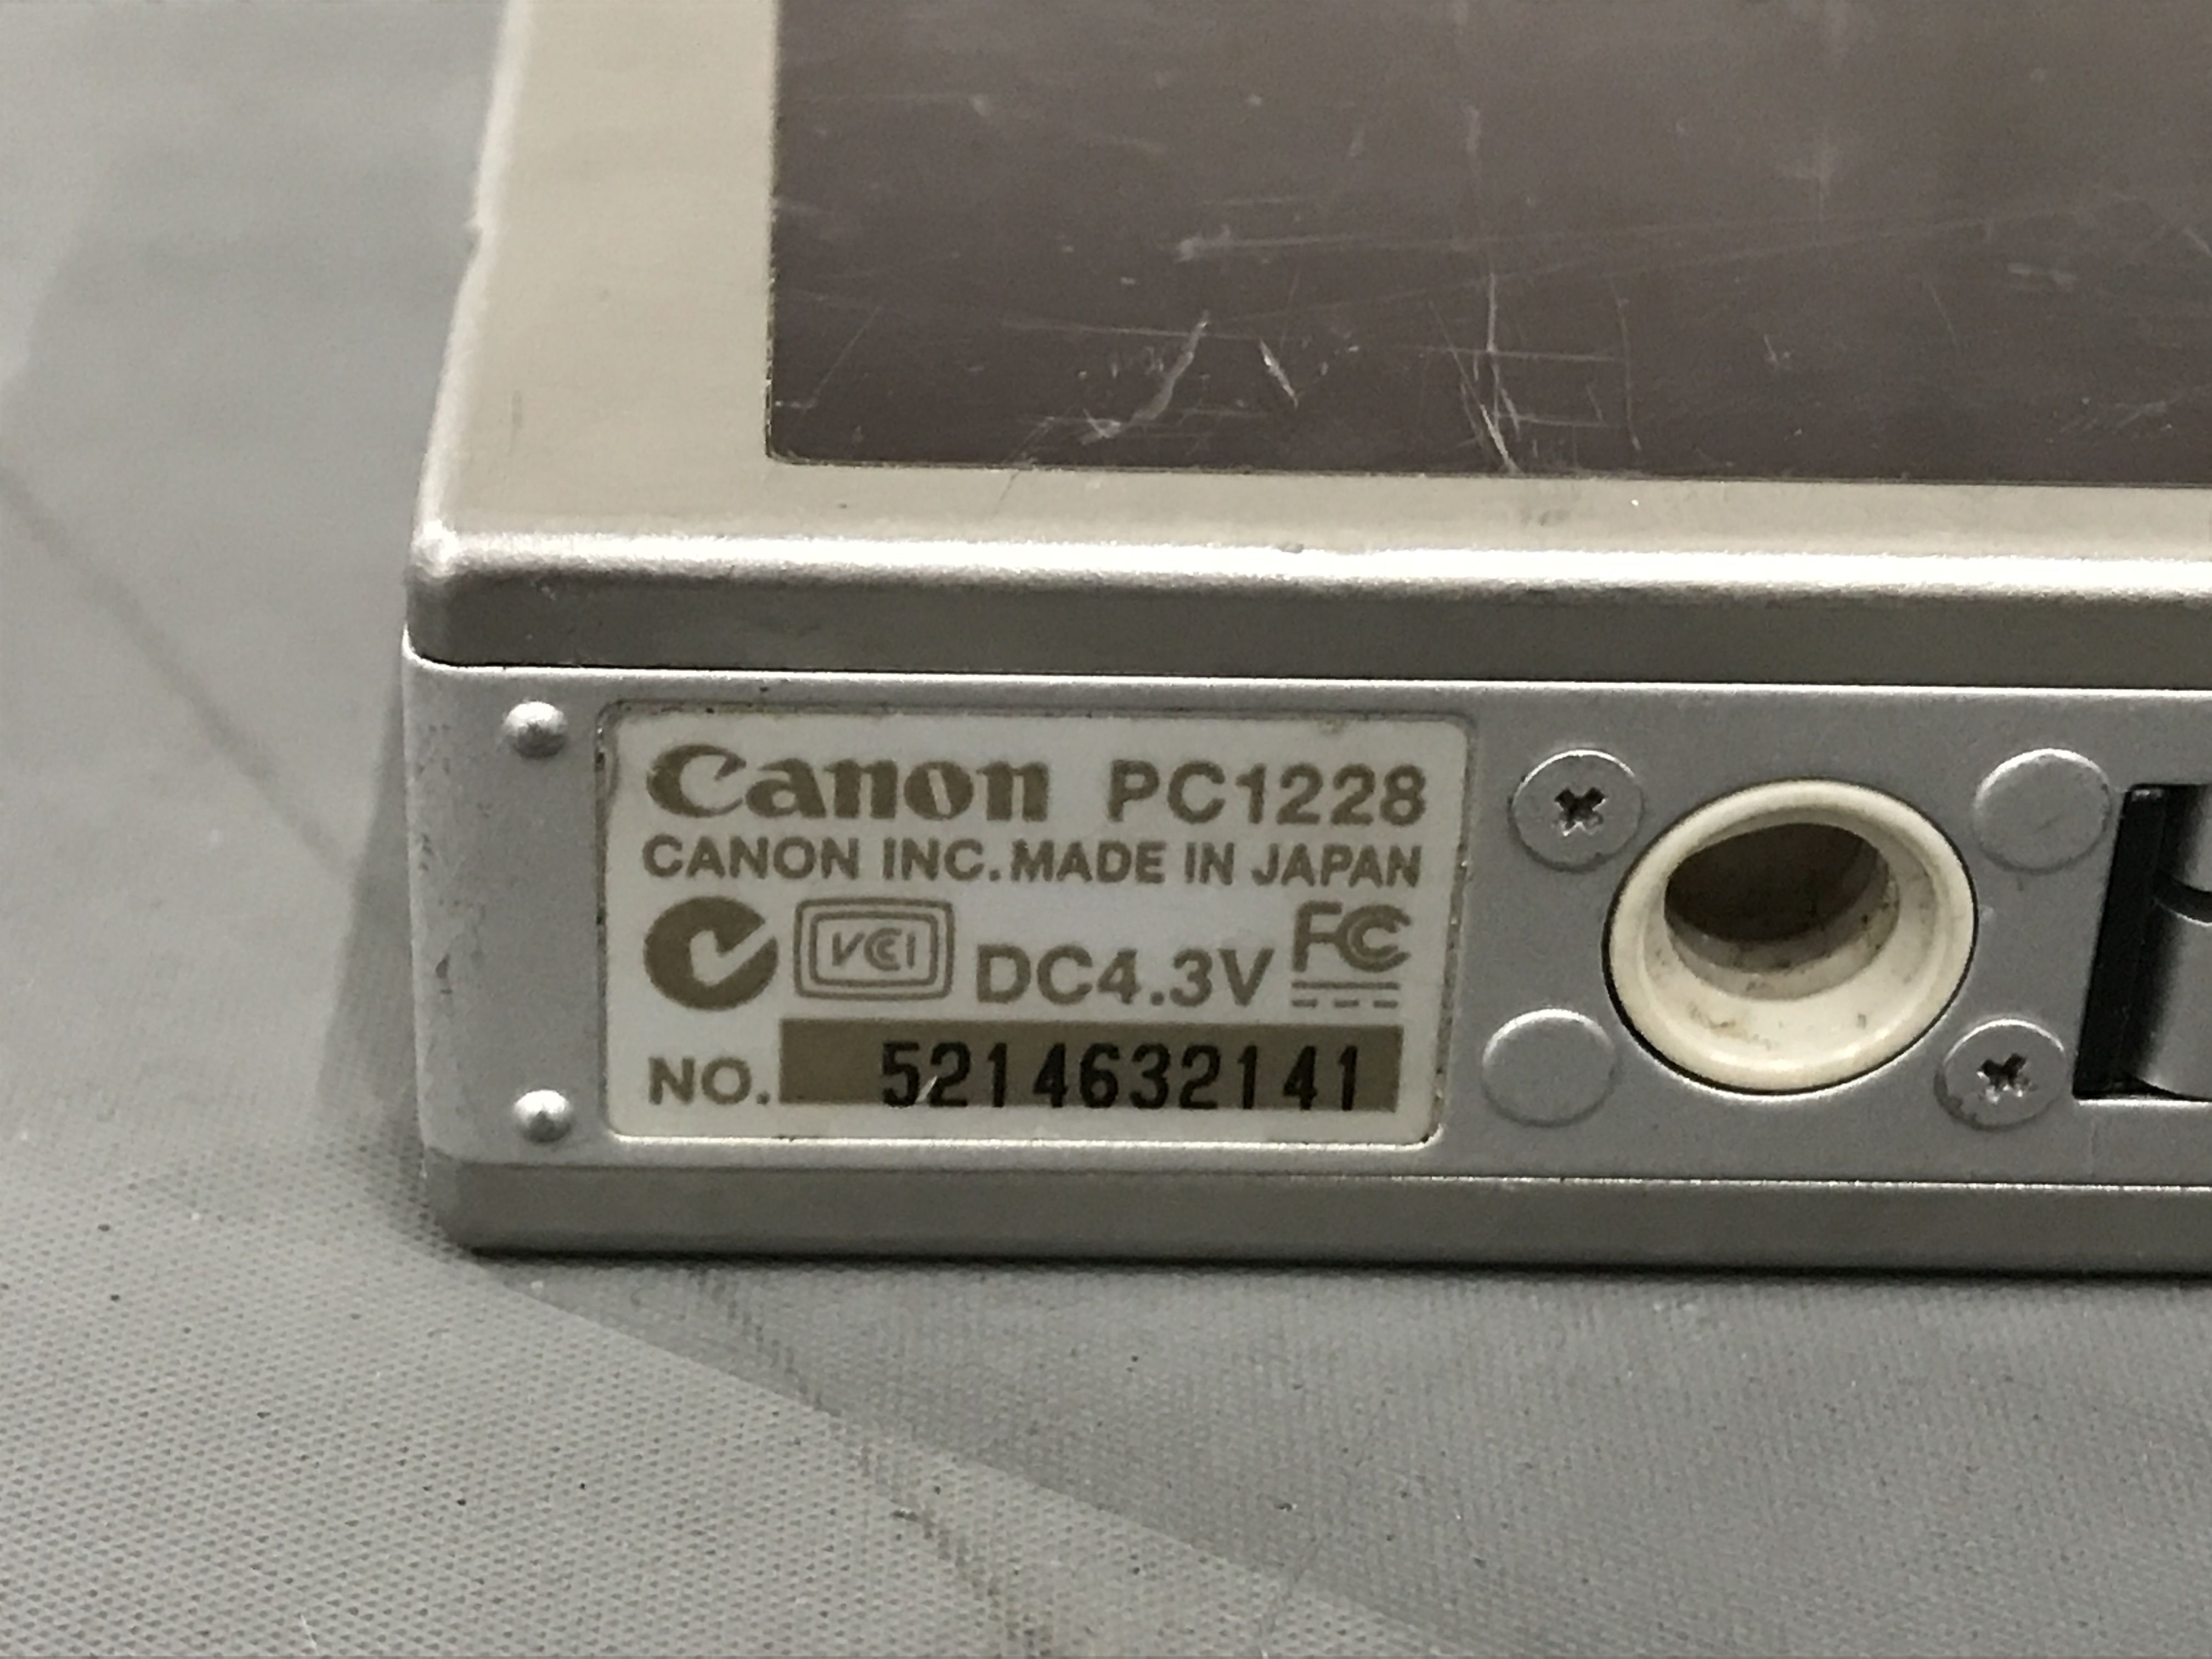 Canon PC1228
CANON INC. MADE IN JAPAN
VCI DC4.3V FC
NO. 5214632141